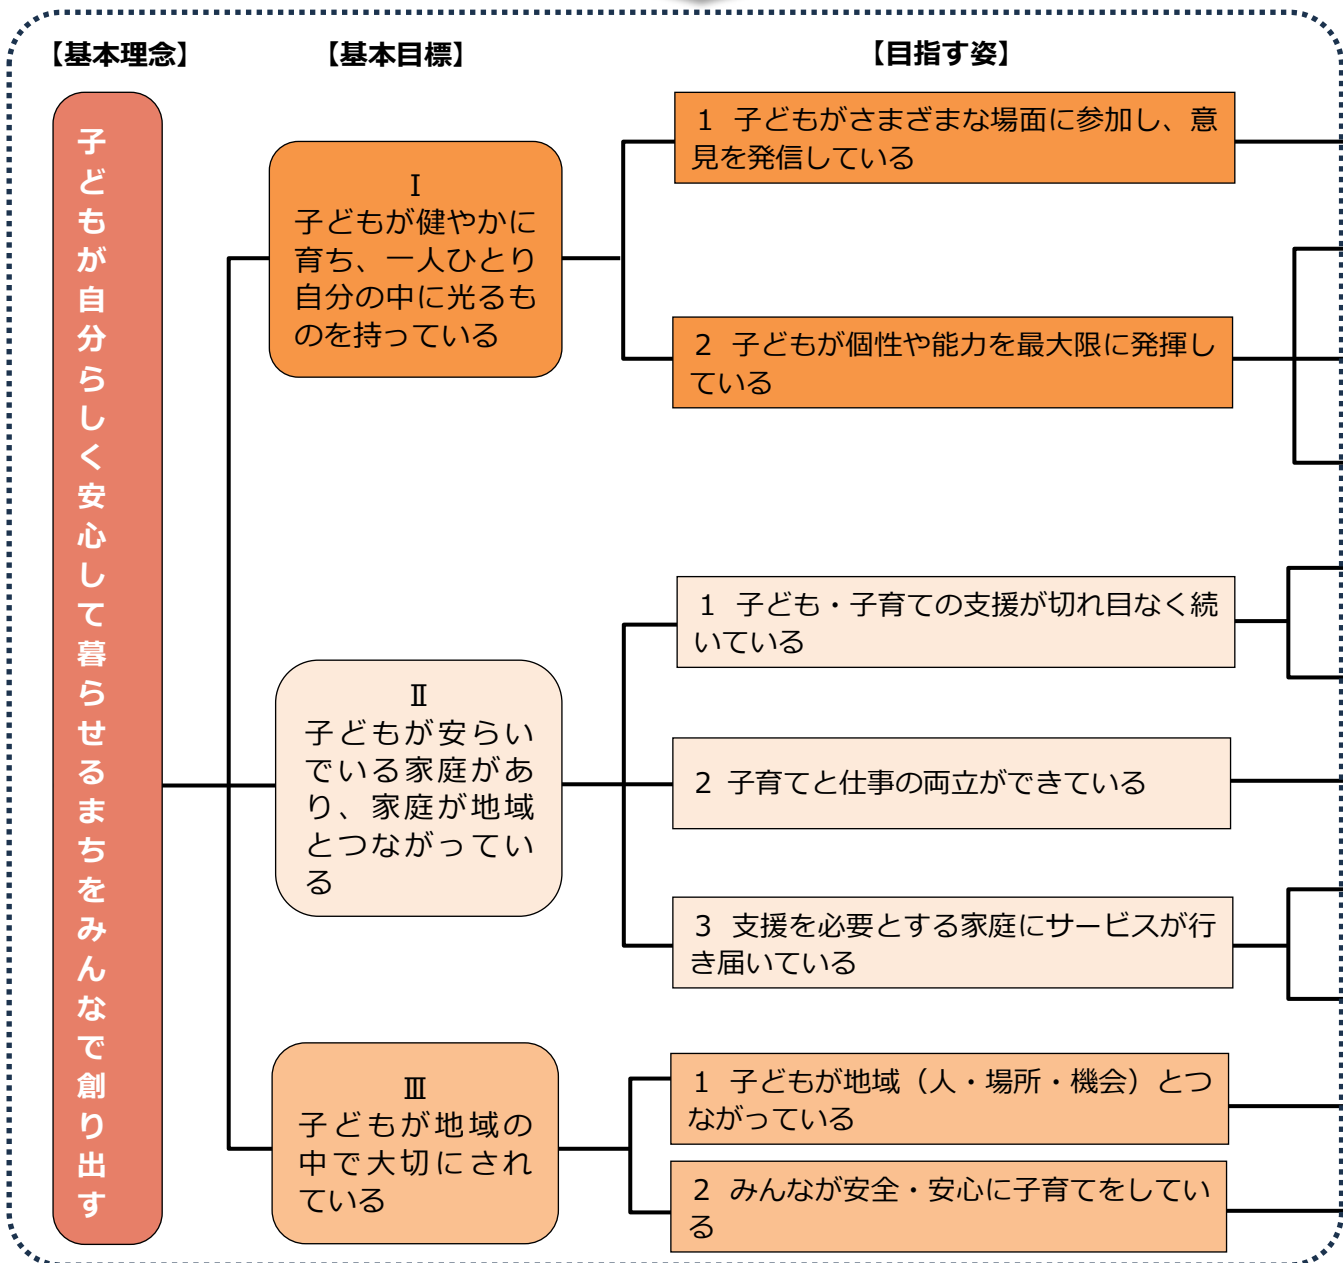 【基本理念】
【基本目標】
【目指す姿】
子どもが自分らしく安心して暮らせるまちをみんなで創り出す
Ⅰ
子どもが健やかに
育ち、一人ひとり
自分の中に光るも
のを持っている
1 子どもがさまざまな場面に参加し、意
見を発信している
2 子どもが個性や能力を最大限に発揮し
ている
Ⅱ
子どもが安らい
でいる家庭があ
り、家庭が地域
とつながってい
る
1 子ども・子育ての支援が切れ目なく続
いている
2 子育てと仕事の両立ができている
3 支援を必要とする家庭にサービスが行
き届いている
Ⅲ
子どもが地域の
中で大切にされ
ている
1 子どもが地域（人・場所・機会）とつ
ながっている
2 みんなが安全・安心に子育てをしてい
る